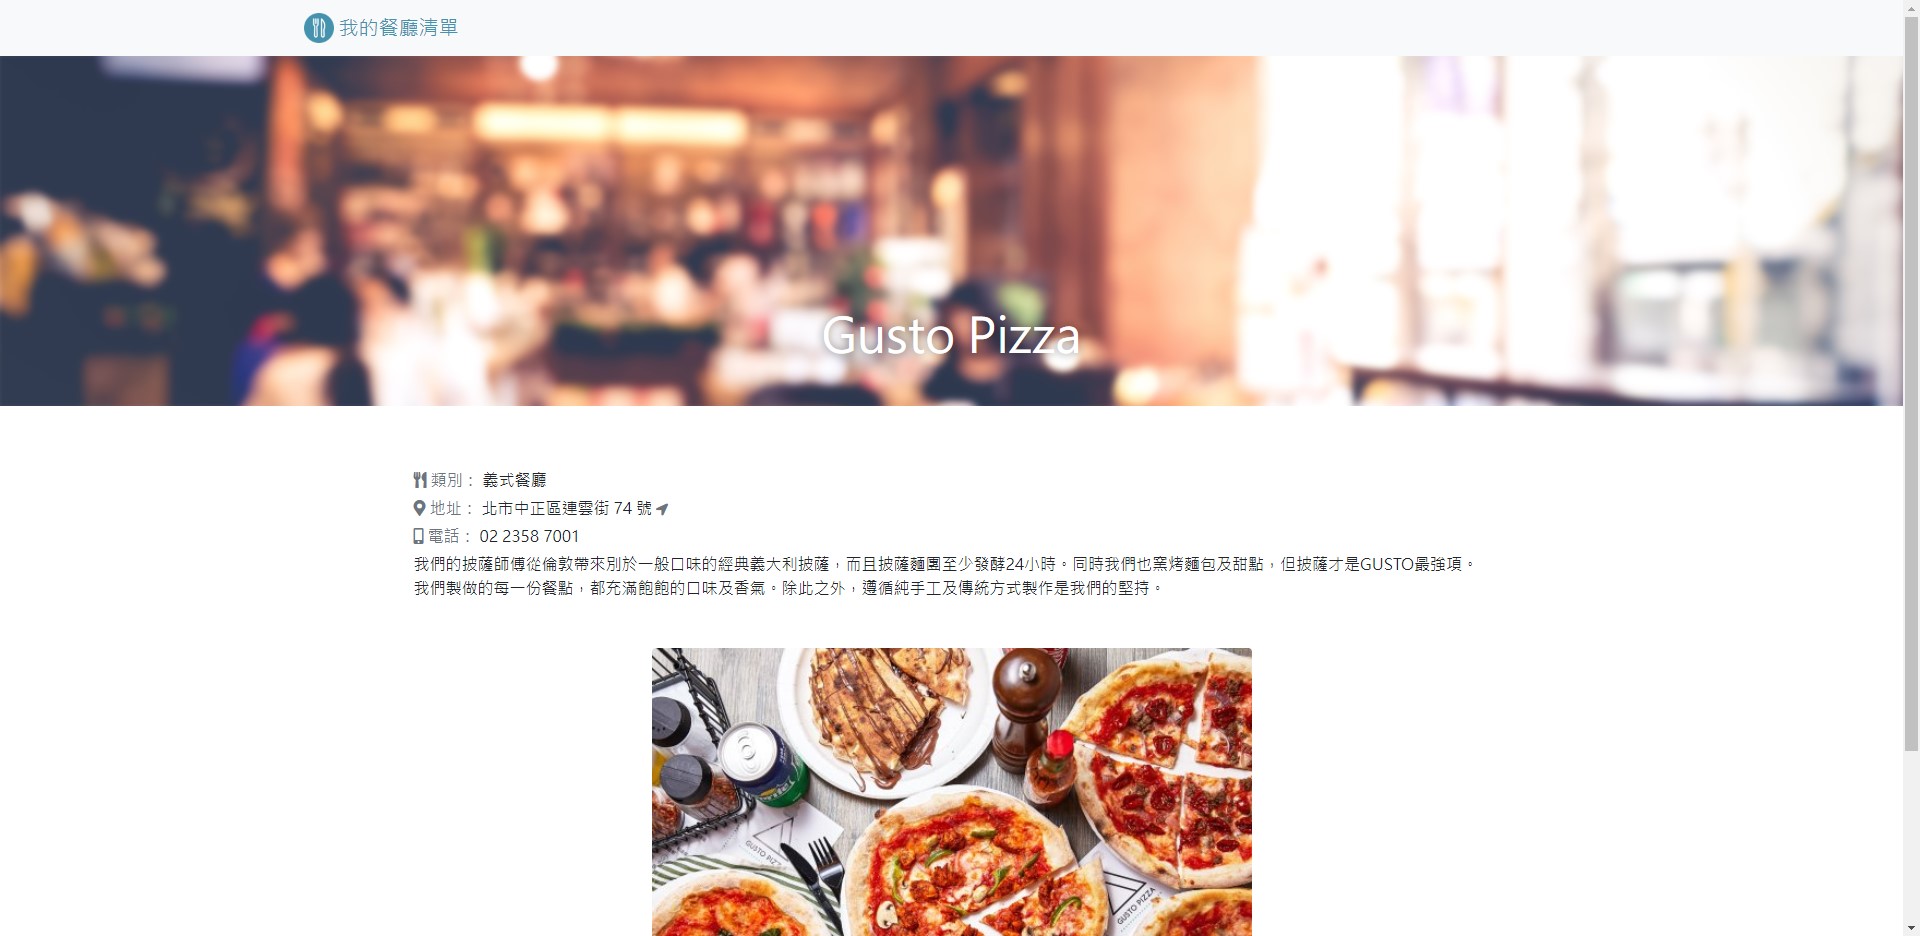 我的餐廳清單
Gusto Pizza
類別： 義式餐廳
地址： 北市中正區連雲街 74 號
電話： 02 2358 7001
我們的披薩師傅從倫敦帶來別於一般口味的經典義大利披薩，而且披薩麵團至少發酵24小時。同時我們也窯烤麵包及甜點，但披薩才是GUSTO最強項。
我們製做的每一份餐點，都充滿飽飽的口味及香氣。除此之外，遵循純手工及傳統方式製作是我們的堅持。
GUSTO PIZZA
GUSTO PIZZA